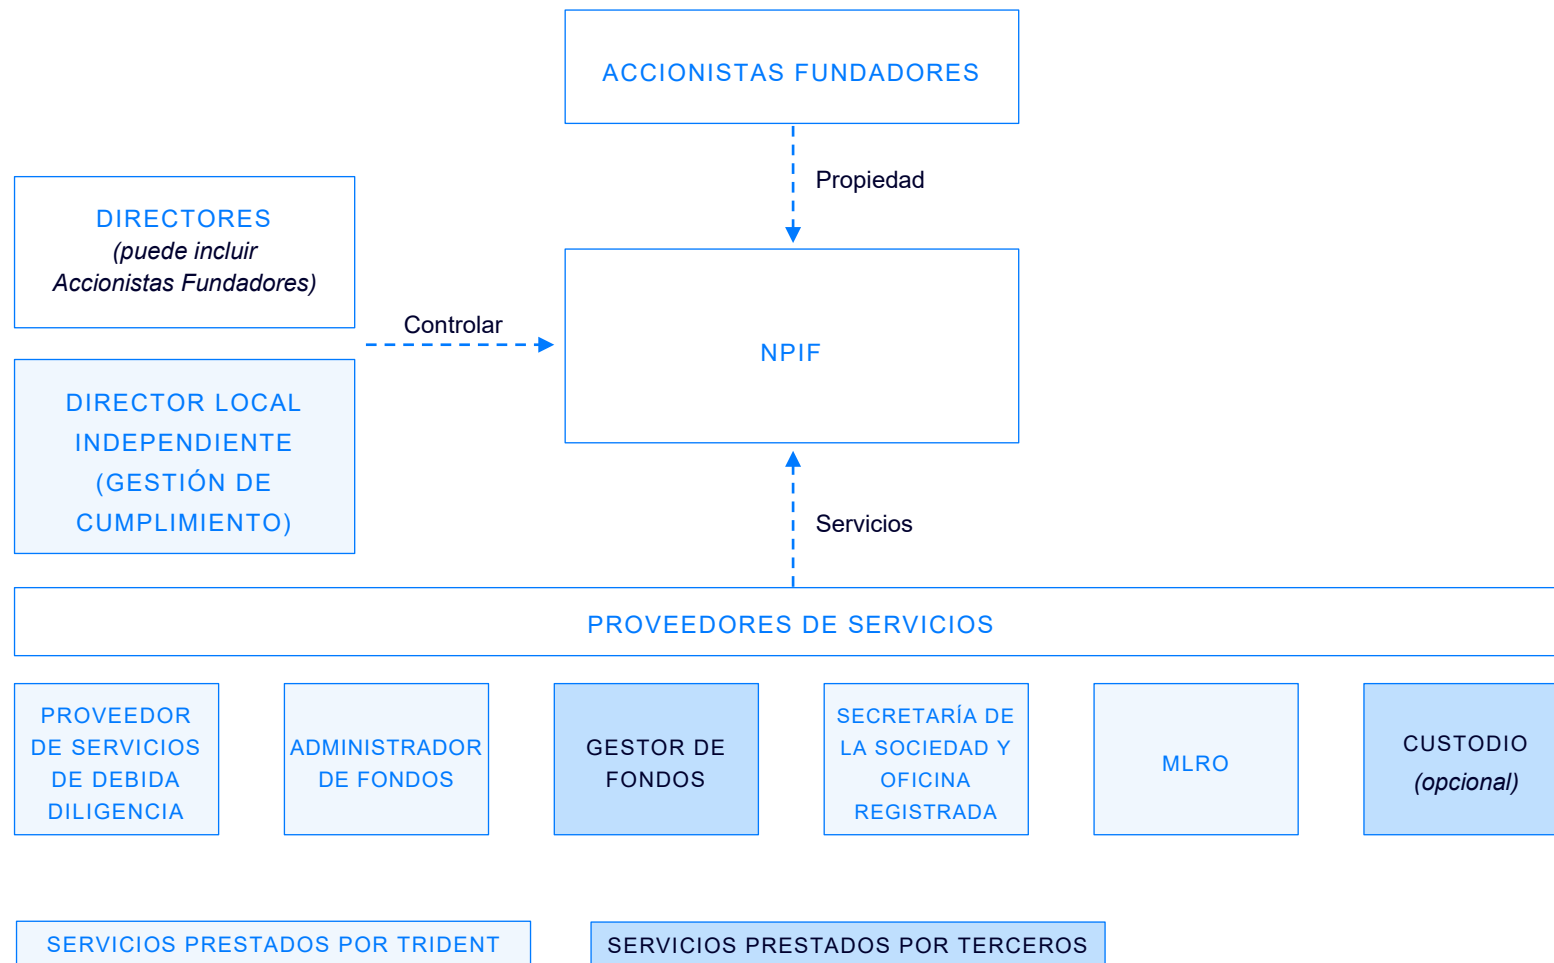 ACCIONISTAS FUNDADORES
Propiedad
DIRECTORES
(puede incluir
Accionistas Fundadores)
Controlar
NPIF
DIRECTOR LOCAL
INDEPENDIENTE
(GESTIÓN DE
CUMPLIMIENTO)
Servicios
PROVEEDORES DE SERVICIOS
PROVEEDOR
DE SERVICIOS
DE DEBIDA
DILIGENCIA
ADMINISTRADOR
DE FONDOS
GESTOR DE
FONDOS
SECRETARÍA DE
LA SOCIEDAD Y
OFICINA
REGISTRADA
MLRO
CUSTODIO
(opcional)
SERVICIOS PRESTADOS POR TRIDENT
SERVICIOS PRESTADOS POR TERCEROS